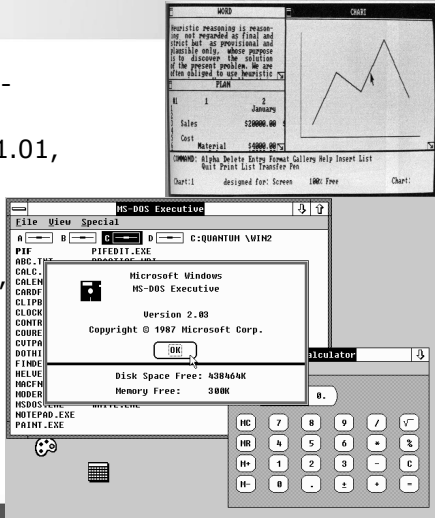 -
1.01,
,
WORD
Heuristic reasoning is reason-
ing not regarded as final and
strict but as provisional and
plausible only, whose purpose
is to discover the solution
of the present problem. We are
often obliged to use heuristic
PLAN
#1 1 2
January
Sales $20000.00 $
Cost
Material $4000.00
CHART
COMMAND: Alpha Delete Entry Format Gallery Help Insert List
Quit Print List Transfer Pen
Chart:1 designed for: Screen 100% Free Chart:
MS-DOS Executive
File View Special
A B C D C:QUANTUM \WIN2
PIF PIFEDIT.EXE
ABC.TXT
CALC.
CALEN
CARDF
CLIPB
CLOCK
CONTR
COURE
CVTPA
DOTHI
FINDE
HELVE
MACFN
MODER
MSDOS.EXE
NOTEPAD.EXE
PAINT.EXE
Microsoft Windows
MS-DOS Executive
Version 2.03
Copyright © 1987 Microsoft Corp.
OK
Disk Space Free: 438464K
Memory Free: 300K
alculator
0.
MC 7 8 9 / √
MR 4 5 6 * %
M+ 1 2 3 - C
M- 0 . ± + =